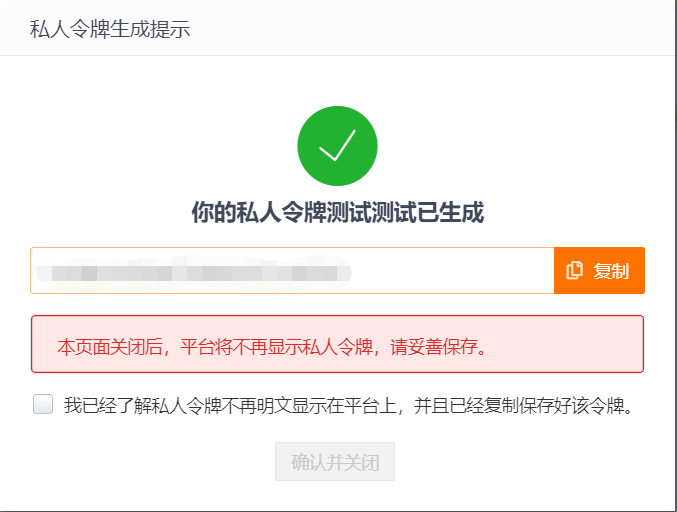 私人令牌生成提示
你的私人令牌测试测试已生成
复制
本页面关闭后，平台将不再显示私人令牌，请妥善保存。
我已经了解私人令牌不再明文显示在平台上，并且已经复制保存好该令牌。
确认并关闭